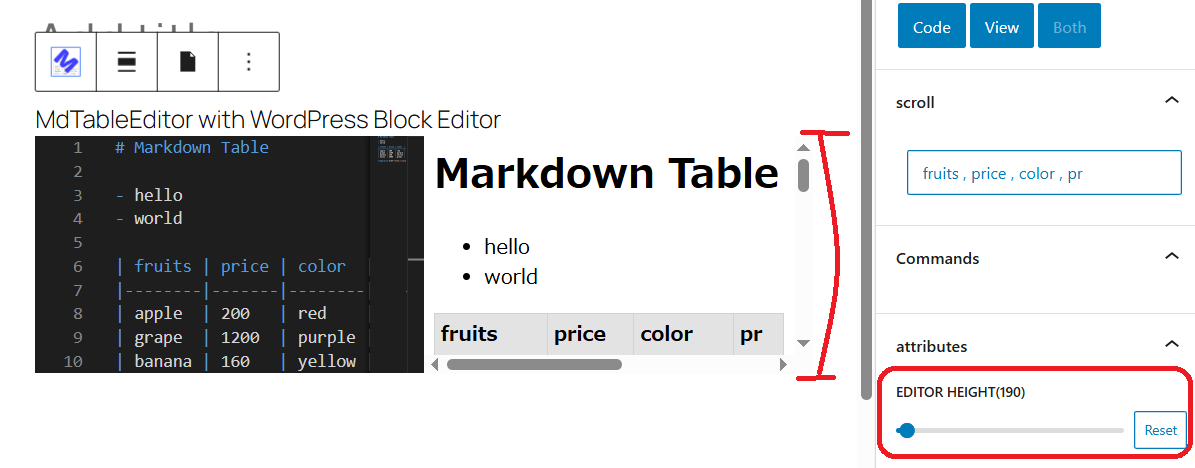 Code View Both
MdTableEditor with WordPress Block Editor
1 # Markdown Table
2
3 - hello
4 - world
5
6 | fruits | price | color |
7 |--------|-------|--------
8 | apple | 200 | red
9 | grape | 1200 | purple
10 | banana | 160 | yellow
Markdown Table
• hello
• world
fruits price color pr
scroll
fruits , price , color , pr
Commands
attributes
EDITOR HEIGHT(190)
Reset